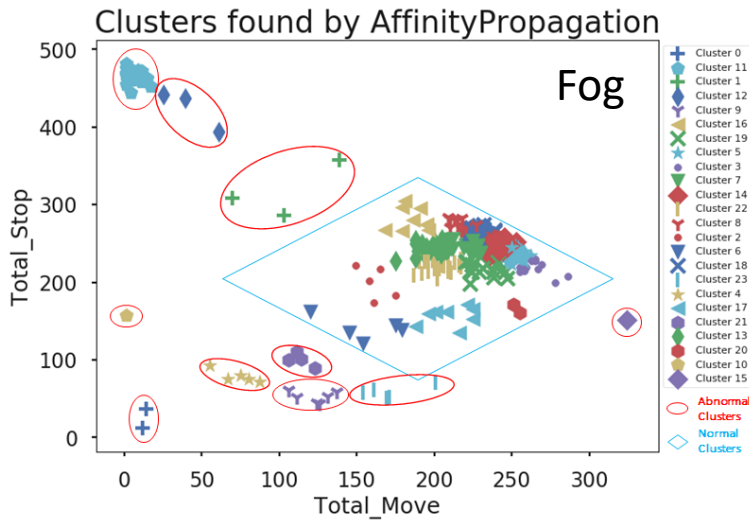 Clusters found by AffinityPropagation
Fog
500
400
300
200
100
0
Total_Stop
0
50
100
150
200
250
300
Total_Move
Cluster 0
Cluster 11
Cluster 1
Cluster 12
Cluster 9
Cluster 16
Cluster 19
Cluster 5
Cluster 3
Cluster 7
Cluster 14
Cluster 22
Cluster 8
Cluster 2
Cluster 6
Cluster 18
Cluster 23
Cluster 4
Cluster 17
Cluster 21
Cluster 13
Cluster 20
Cluster 10
Cluster 15
Abnormal
Clusters
Normal
Clusters